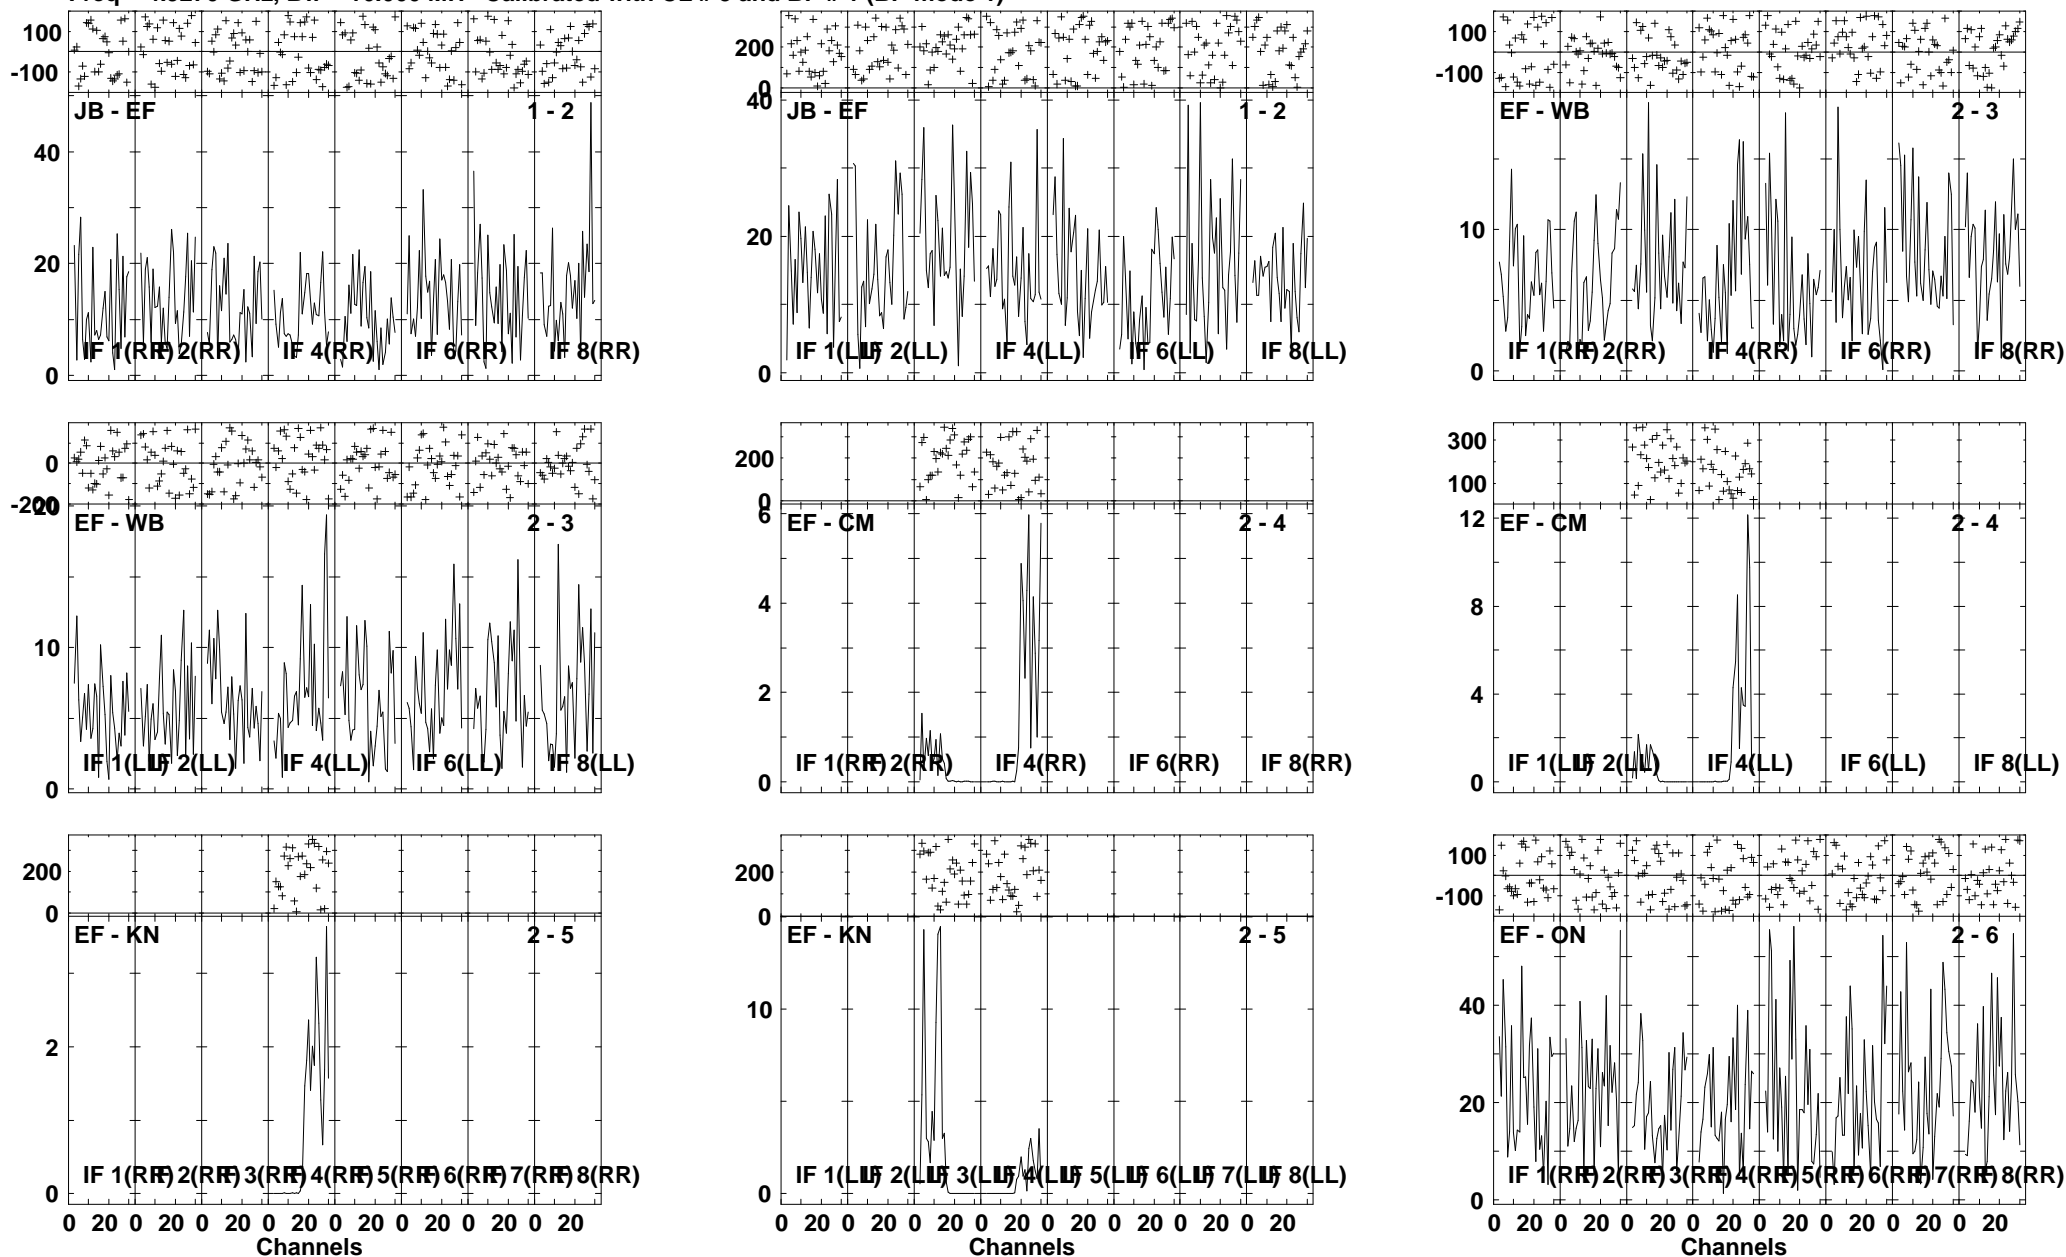 100
-100
JB - EF 1 - 2
40
20
0
IF 1(RR) IF 2(RR) IF 4(RR) IF 6(RR) IF 8(RR)
200
0
40
JB - EF 1 - 2
20
0
IF 1(LL) IF 2(LL) IF 4(LL) IF 6(LL) IF 8(LL)
100
-100
EF - WB 2 - 3
10
0
IF 1(RR) IF 2(RR) IF 4(RR) IF 6(RR) IF 8(RR)
0
-200
20
EF - WB 2 - 3
10
0
IF 1(LL) IF 2(LL) IF 4(LL) IF 6(LL) IF 8(LL)
200
0
6
EF - CM 2 - 4
4
2
0
IF 1(RR) IF 2(RR) IF 4(RR) IF 6(RR) IF 8(RR)
300
100
12
EF - CM 2 - 4
8
4
0
IF 1(LL) IF 2(LL) IF 4(LL) IF 6(LL) IF 8(LL)
200
0
EF - KN 2 - 5
2
0
IF 1(RR) IF 2(RR) IF 3(RR) IF 4(RR) IF 5(RR) IF 6(RR) IF 7(RR) IF 8(RR)
0 20 0 20 0 20 0 20 0 20 0 20 0 20 0 20
Channels
200
0
EF - KN 2 - 5
10
0
IF 1(LL) IF 2(LL) IF 3(LL) IF 4(LL) IF 5(LL) IF 6(LL) IF 7(LL) IF 8(LL)
0 20 0 20 0 20 0 20 0 20 0 20 0 20 0 20
Channels
100
-100
EF - ON 2 - 6
40
20
0
IF 1(RR) IF 2(RR) IF 3(RR) IF 4(RR) IF 5(RR) IF 6(RR) IF 7(RR) IF 8(RR)
0 20 0 20 0 20 0 20 0 20 0 20 0 20 0 20
Channels